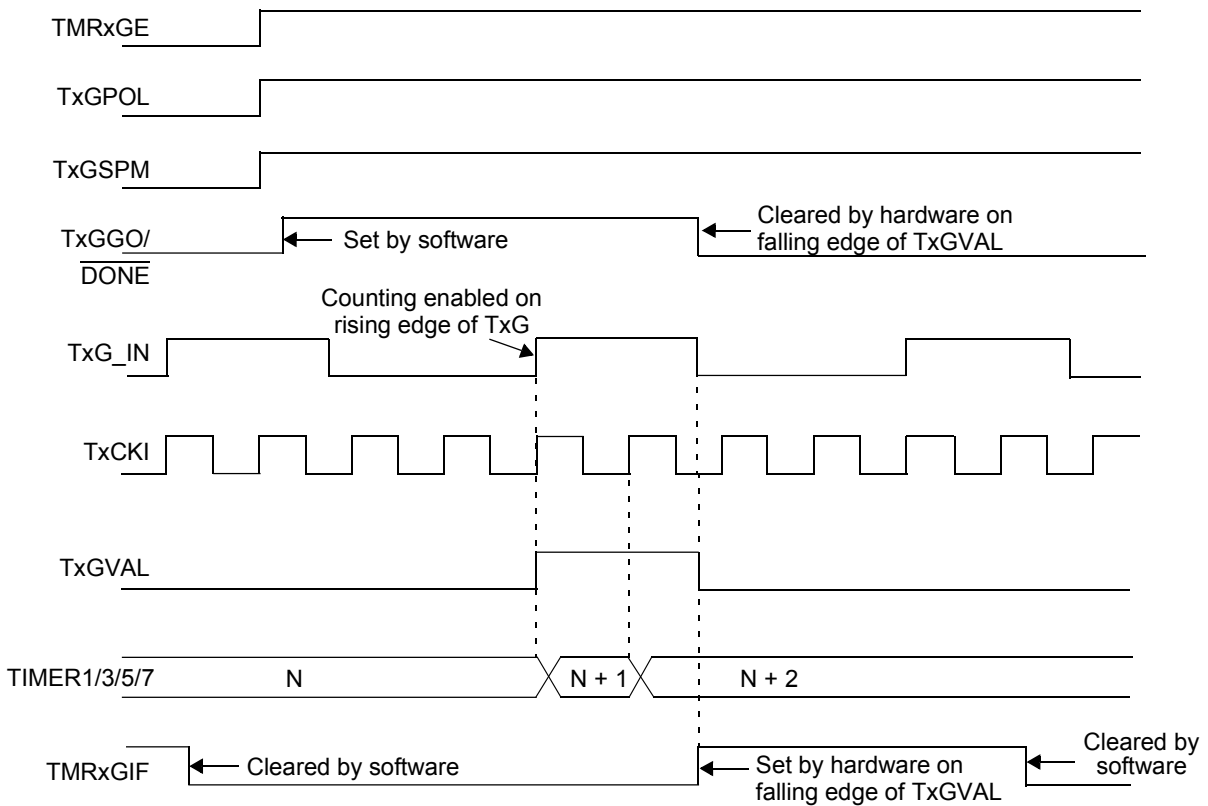 TMRxGE
TxGPOL
TxGSPM
TxGGO/
DONE
Set by software
Cleared by hardware on
falling edge of TxGVAL
Counting enabled on
rising edge of TxG
TxG_IN
TxCKI
TxGVAL
TIMER1/3/5/7
N
N + 1
N + 2
TMRxGIF
Cleared by software
Set by hardware on
falling edge of TxGVAL
Cleared by
software